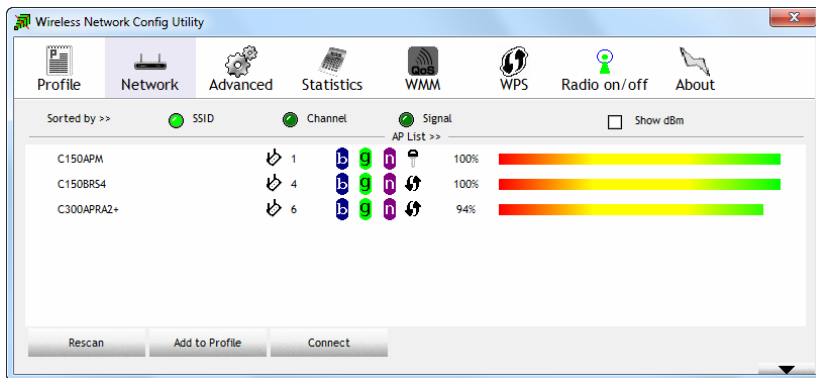 Wireless Network Config Utility
Profile Network Advanced Statistics QoS WMM WPS Radio on/off About
Sorted by >> SSID Channel Signal Show dBm
AP List >>
C150APM 1 b g n 100%
C150BRS4 4 b g n 100%
C300APRA2+ 6 b g n 94%
Rescan Add to Profile Connect